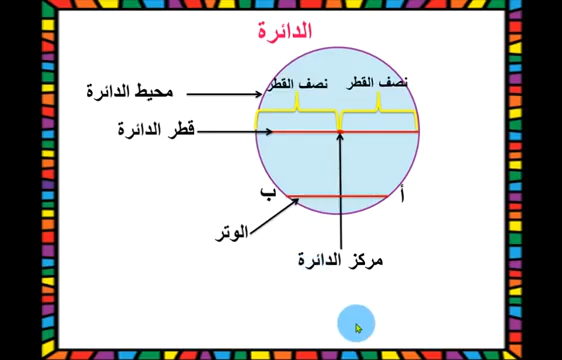 الدائرة
نصف القطر
نصف القطر
محيط الدائرة
قطر الدائرة
أ
ب
الوتر
مركز الدائرة